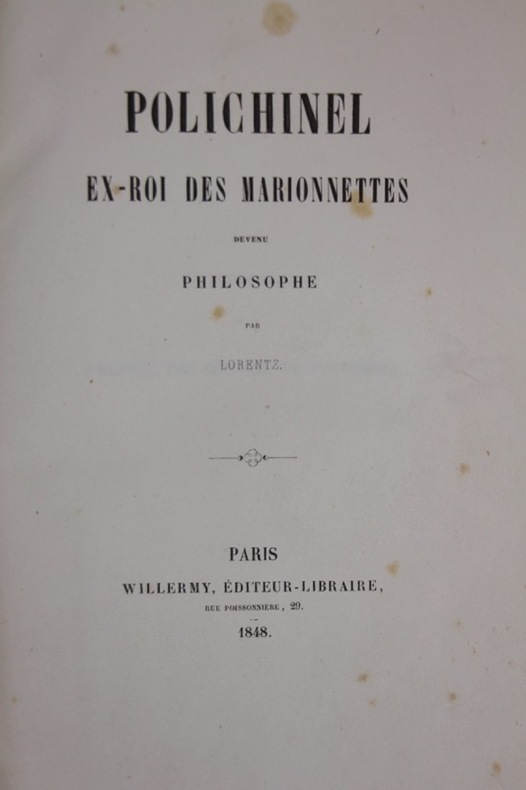 POLICHINEL
EX-ROI DES MARIONNETTES
DEVENU
PHILOSOPHE
PAR
LORENTZ.
PARIS
WILLERMY, ÉDITEUR-LIBRAIRE,
RUE POISSONNIÈRE, 29.
1848.